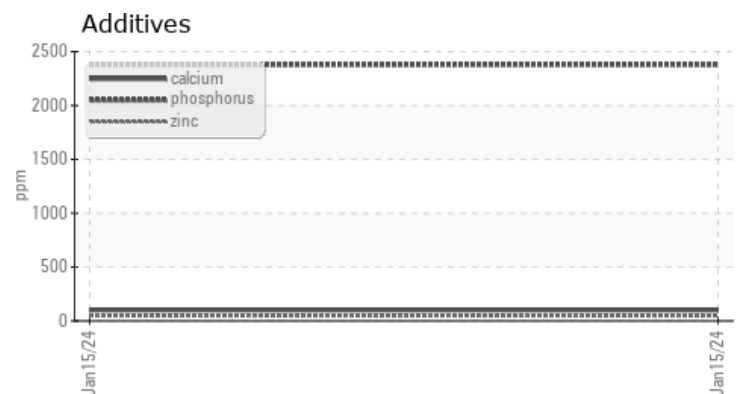 Additives
2500
calcium
phosphorus
2000
zinc
1500
ppm
1000
500
0
Jan15/24
Jan15/24